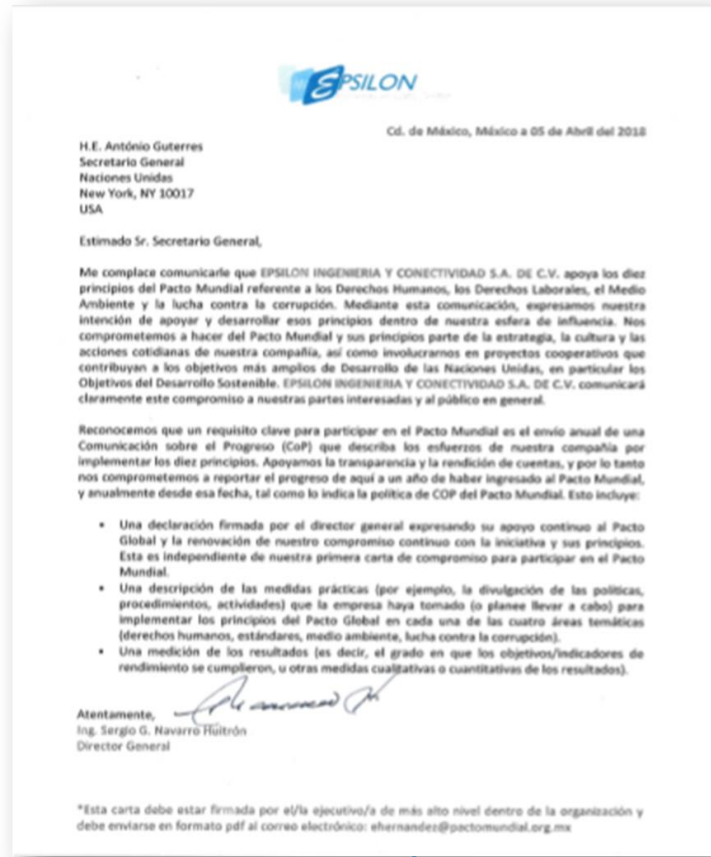 EPSILON
Cd. de México, México a 05 de Abril del 2018
H.E. António Guterres
Secretario General
Naciones Unidas
New York, NY 10017
USA
Estimado Sr. Secretario General,
Me complace comunicarle que EPSILON INGENIERIA Y CONECTIVIDAD S.A. DE C.V. apoya los diez
principios del Pacto Mundial referente a los Derechos Humanos, los Derechos Laborales, el Medio
Ambiente y la lucha contra la corrupción. Mediante esta comunicación, expresamos nuestra
intención de apoyar y desarrollar esos principios dentro de nuestra esfera de influencia. Nos
comprometemos a hacer del Pacto Mundial y sus principios parte de la estrategia, la cultura y las
acciones cotidianas de nuestra compañía, así como involucrarnos en proyectos cooperativos que
contribuyan a los objetivos más amplios de Desarrollo de las Naciones Unidas, en particular los
Objetivos del Desarrollo Sostenible. EPSILON INGENIERIA Y CONECTIVIDAD S.A. DE C.V. comunicará
claramente este compromiso a nuestras partes interesadas y al público en general.
Reconocemos que un requisito clave para participar en el Pacto Mundial es el envío anual de una
Comunicación sobre el Progreso (CoP) que describa los esfuerzos de nuestra compañía por
implementar los diez principios. Apoyamos la transparencia y la rendición de cuentas, y por lo tanto
nos comprometemos a reportar el progreso de aquí a un año de haber ingresado al Pacto Mundial,
y anualmente desde esa fecha, tal como lo indica la política de COP del Pacto Mundial. Esto incluye:
• Una declaración firmada por el director general expresando su apoyo continuo al Pacto
Global y la renovación de nuestro compromiso continuo con la iniciativa y sus principios.
Esta es independiente de nuestra primera carta de compromiso para participar en el Pacto
Mundial.
• Una descripción de las medidas prácticas (por ejemplo, la divulgación de las políticas,
procedimientos, actividades) que la empresa haya tomado (o planee llevar a cabo) para
implementar los principios del Pacto Global en cada una de las cuatro áreas temáticas
(derechos humanos, estándares, medio ambiente, lucha contra la corrupción).
• Una medición de los resultados (es decir, el grado en que los objetivos/indicadores de
rendimiento se cumplieron, u otras medidas cualitativas o cuantitativas de los resultados).
Atentamente,
Ing. Sergio G. Navarro Huitrón
Director General
*Esta carta debe estar firmada por el/la ejecutivo/a de más alto nivel dentro de la organización y
debe enviarse en formato pdf al correo electrónico: ehernandez@pactomundial.org.mx